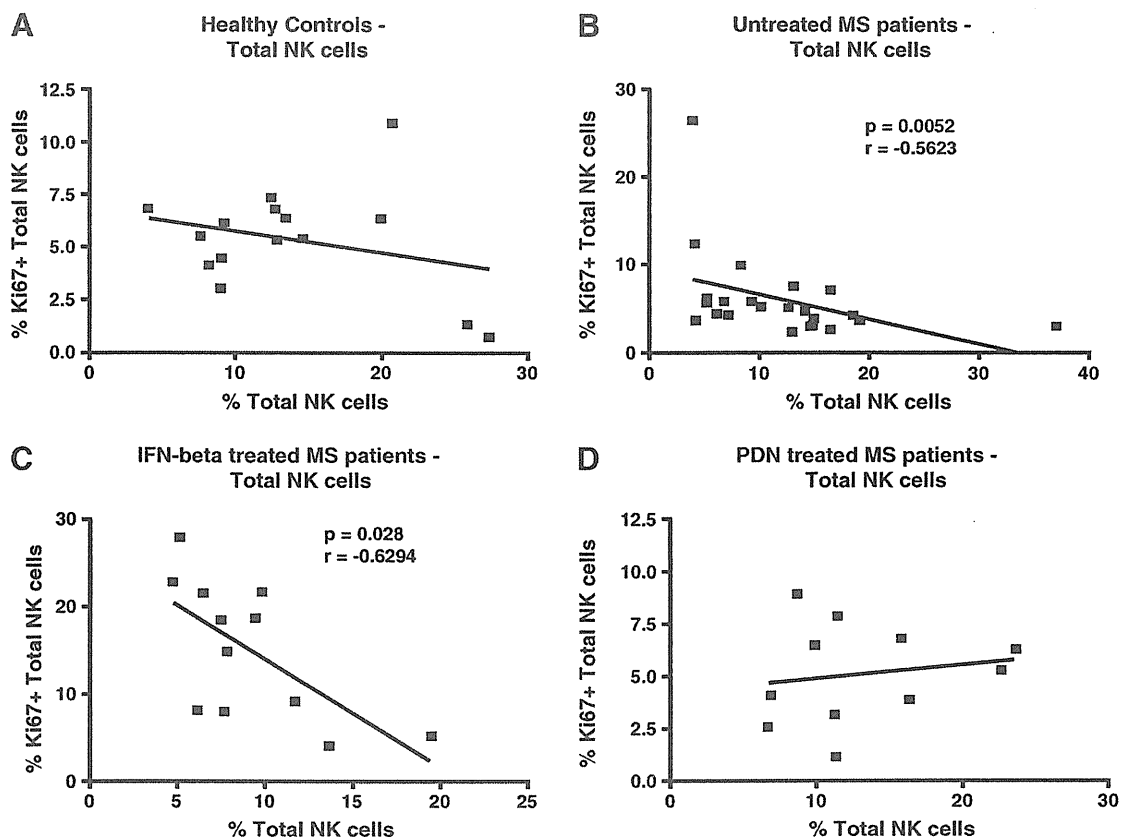 A
Healthy Controls -
Total NK cells
% Ki67+ Total NK cells
12.5
10.0
7.5
5.0
2.5
0.0
0
10
20
30
% Total NK cells
B
Untreated MS patients -
Total NK cells
% Ki67+ Total NK cells
30
20
10
0
p = 0.0052
r = -0.5623
0
10
20
30
40
% Total NK cells
C
IFN-beta treated MS patients -
Total NK cells
% Ki67+ Total NK cells
30
20
10
0
p = 0.028
r = -0.6294
0
5
10
15
20
25
% Total NK cells
D
PDN treated MS patients -
Total NK cells
% Ki67+ Total NK cells
12.5
10.0
7.5
5.0
2.5
0.0
0
10
20
30
% Total NK cells